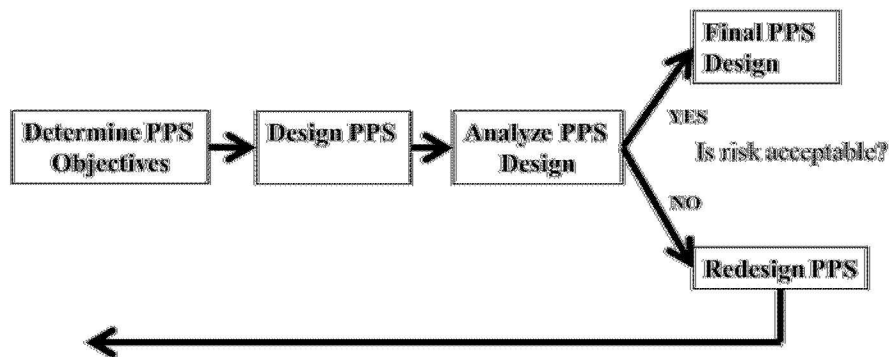 Final PPS
Design
Determine PPS
Objectives
Design PPS
Analyze PPS
Design
YES
Is risk acceptable?
NO
Redesign PPS